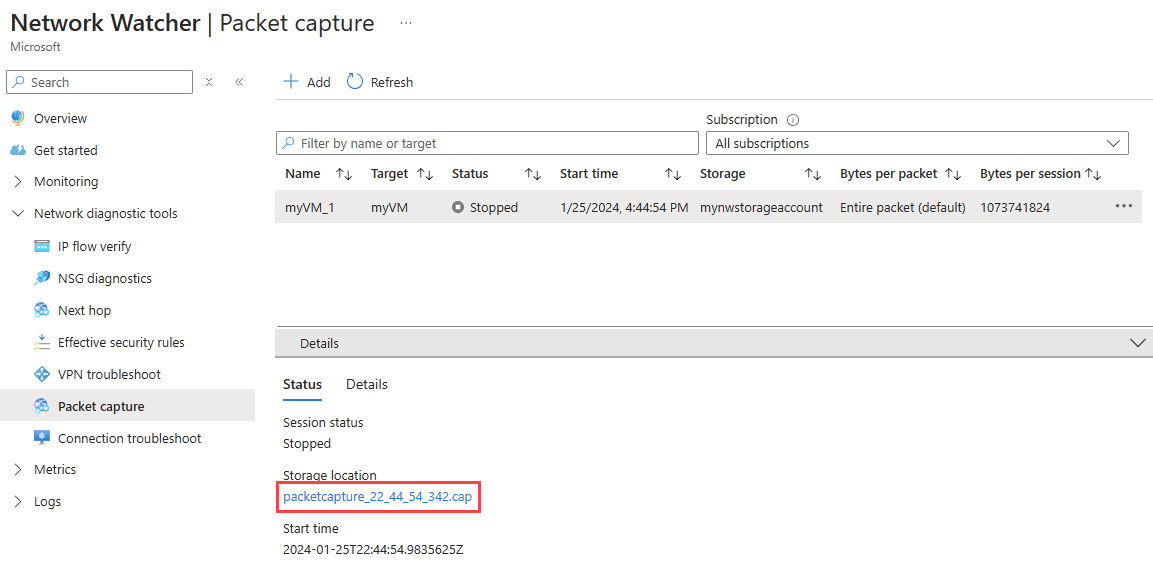 Network Watcher | Packet capture ...
Microsoft
Search
Overview
Get started
Monitoring
Network diagnostic tools
IP flow verify
NSG diagnostics
Next hop
Effective security rules
VPN troubleshoot
Packet capture
Connection troubleshoot
Metrics
Logs
Add Refresh
Subscription
Filter by name or target All subscriptions
Name Target Status Start time Storage Bytes per packet Bytes per session
myVM_1 myVM Stopped 1/25/2024, 4:44:54 PM mynwstorageaccount Entire packet (default) 1073741824
Details
Status Details
Session status
Stopped
Storage location
packetcapture_22_44_54_342.cap
Start time
2024-01-25T22:44:54.9835625Z